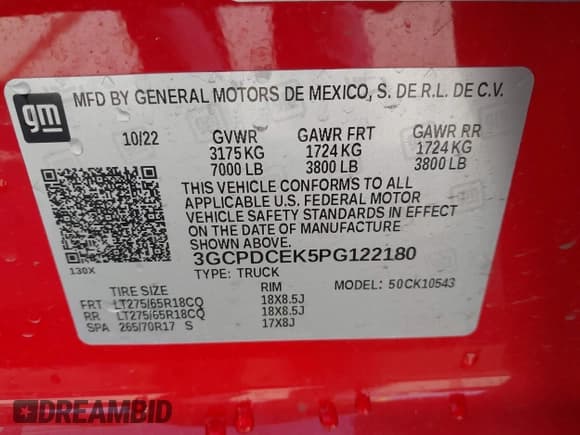 gm
MFD BY GENERAL MOTORS DE MEXICO, S. DE R.L. DE C.V.
10/22 GVWR GAWR FRT GAWR RR
3175 KG 1724 KG 1724 KG
7000 LB 3800 LB 3800 LB
THIS VEHICLE CONFORMS TO ALL
APPLICABLE U.S. FEDERAL MOTOR
VEHICLE SAFETY STANDARDS IN EFFECT
ON THE DATE OF MANUFACTURE
SHOWN ABOVE.
130X 3GCPDCEK5PG122180
TYPE: TRUCK MODEL: 50CK10543
TIRE SIZE RIM
FRT LT275/65R18CQ 18X8.5J
RR LT275/65R18CQ 18X8.5J
SPA 265/70R17 S 17X8J
DREAMBID